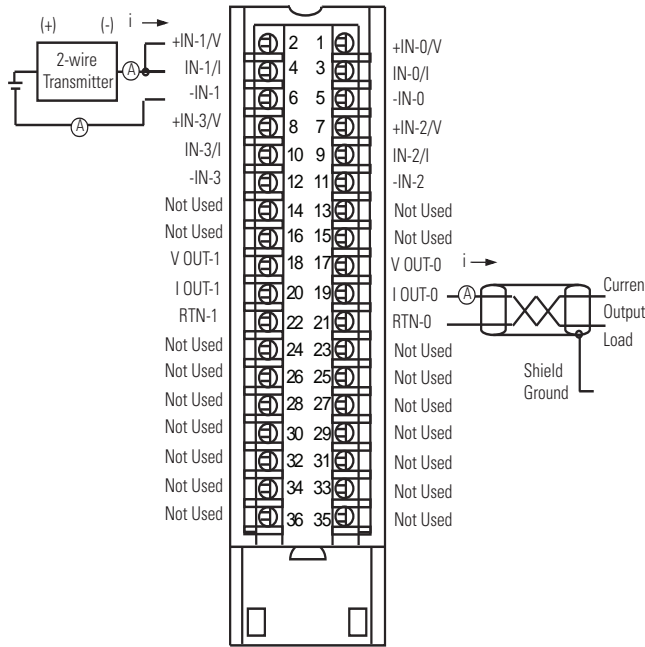 (+) (-) i
+IN-1/V 2 1 +IN-0/V
2-wire Transmitter A IN-1/I 4 3 IN-0/I
-IN-1 6 5 -IN-0
A +IN-3/V 8 7 +IN-2/V
IN-3/I 10 9 IN-2/I
-IN-3 12 11 -IN-2
Not Used 14 13 Not Used
Not Used 16 15 Not Used
V OUT-1 18 17 V OUT-0 i
I OUT-1 20 19 I OUT-0 A Curren
Output
RTN-1 22 21 RTN-0 Load
Not Used 24 23 Not Used
Not Used 26 25 Not Used Shield
Ground
Not Used 28 27 Not Used
Not Used 30 29 Not Used
Not Used 32 31 Not Used
Not Used 34 33 Not Used
Not Used 36 35 Not Used